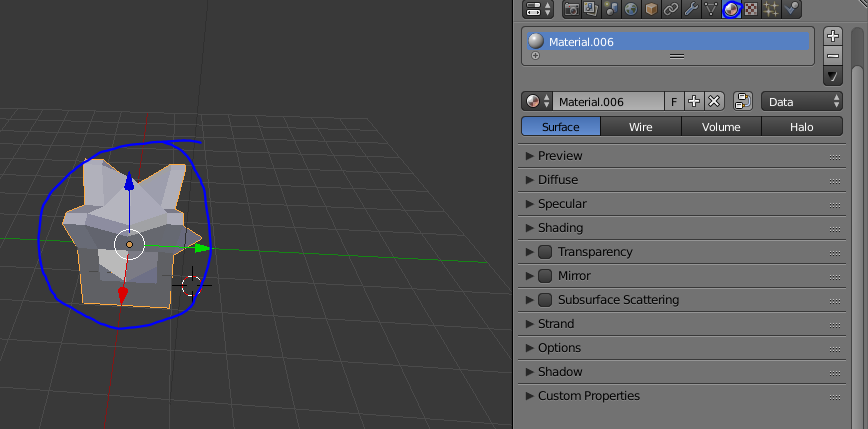 Material.006
Material.006 F Data
Surface Wire Volume Halo
Preview
Diffuse
Specular
Shading
Transparency
Mirror
Subsurface Scattering
Strand
Options
Shadow
Custom Properties